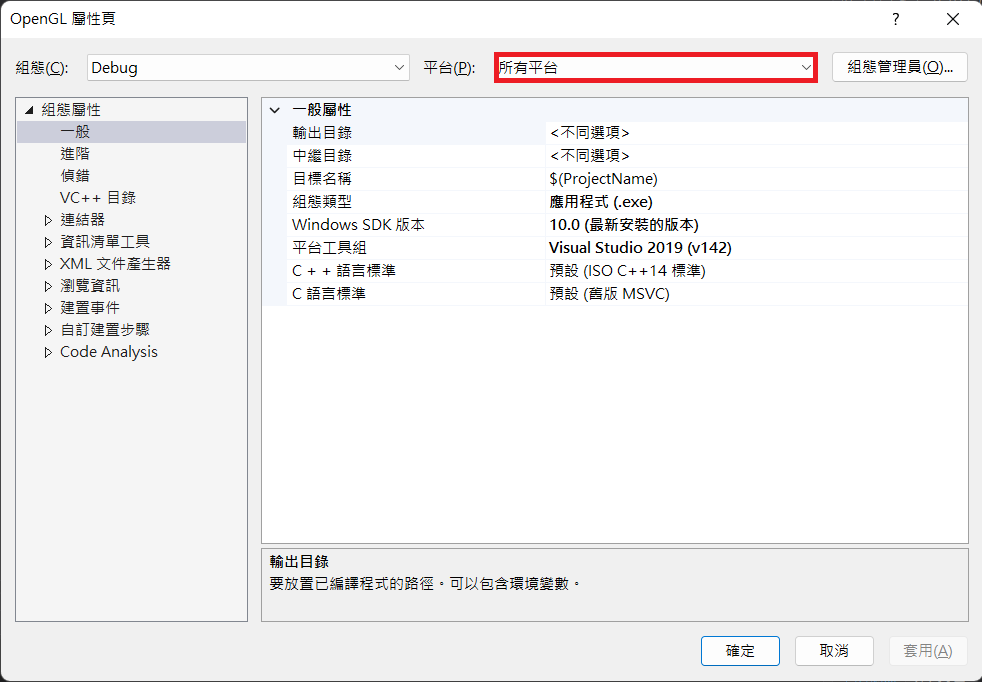 OpenGL 屬性頁
組態(C): Debug 平台(P): 所有平台 組態管理員(O)...
組態屬性
一般
進階
偵錯
VC++ 目錄
連結器
資訊清單工具
XML 文件產生器
瀏覽資訊
建置事件
自訂建置步驟
Code Analysis
一般屬性
輸出目錄 <不同選項>
中繼目錄 <不同選項>
目標名稱 $(ProjectName)
組態類型 應用程式 (.exe)
Windows SDK 版本 10.0 (最新安裝的版本)
平台工具組 Visual Studio 2019 (v142)
C + + 語言標準 預設 (ISO C++14 標準)
C 語言標準 預設 (舊版 MSVC)
輸出目錄
要放置已編譯程式的路徑。可以包含環境變數。
確定 取消 套用(A)